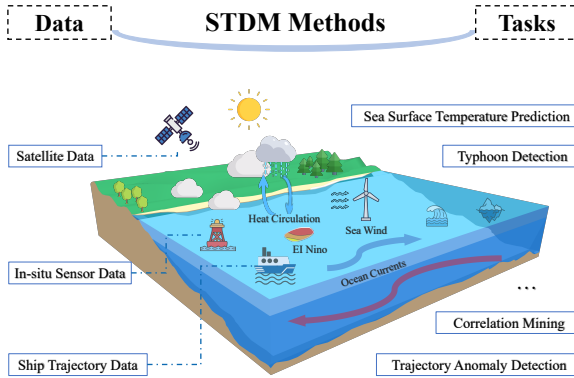 Data
STDM Methods
Tasks
Sea Surface Temperature Prediction
Satellite Data
Typhoon Detection
Heat Circulation
Sea Wind
EI Nino
In-situ Sensor Data
Ocean Currents
...
Correlation Mining
Ship Trajectory Data
Trajectory Anomaly Detection